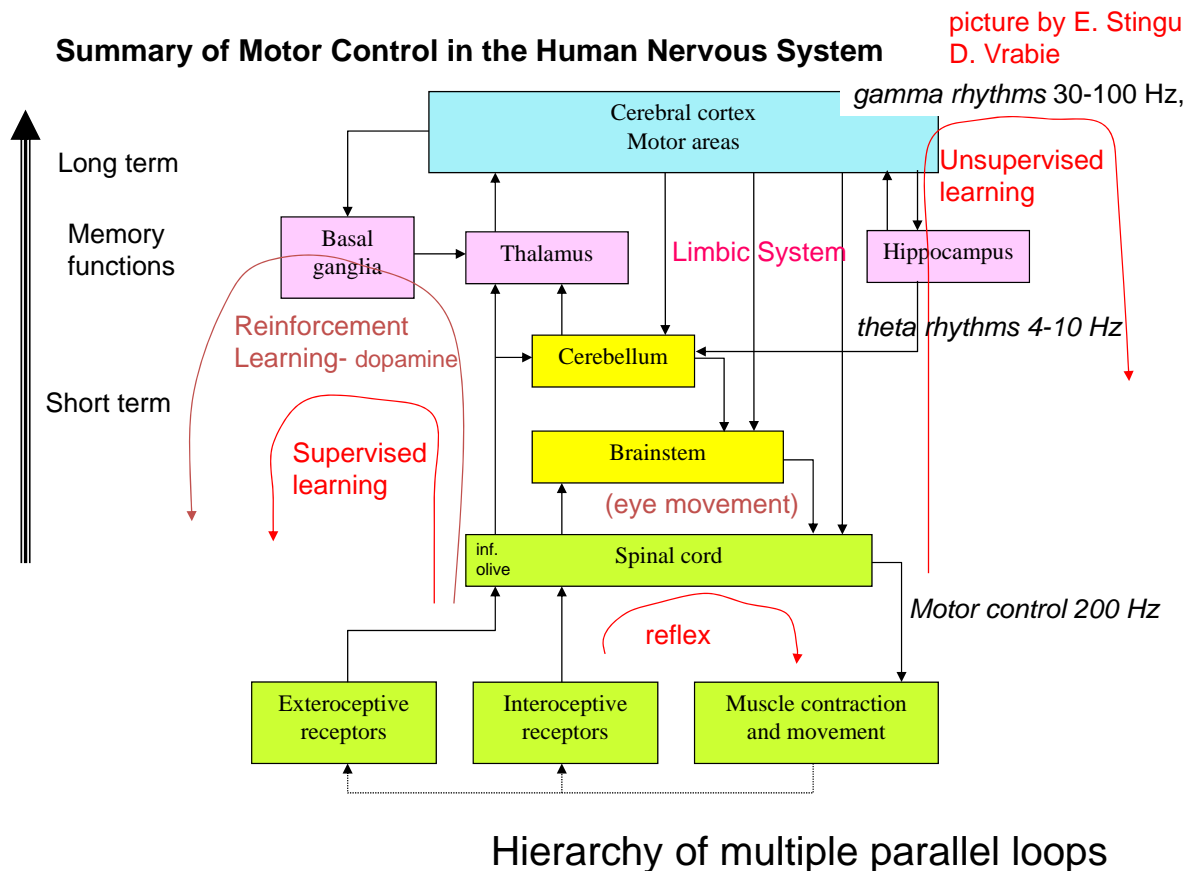 picture by E. Stingu
D. Vrabie
Summary of Motor Control in the Human Nervous System
gamma rhythms 30-100 Hz,
Cerebral cortex
Motor areas
Long term
Unsupervised
learning
Memory
functions
Basal
ganglia
Thalamus
Limbic System
Hippocampus
Reinforcement
Learning- dopamine
theta rhythms 4-10 Hz
Cerebellum
Short term
Supervised
learning
Brainstem
(eye movement)
inf.
olive
Spinal cord
Motor control 200 Hz
reflex
Exteroceptive
receptors
Interoceptive
receptors
Muscle contraction
and movement
Hierarchy of multiple parallel loops